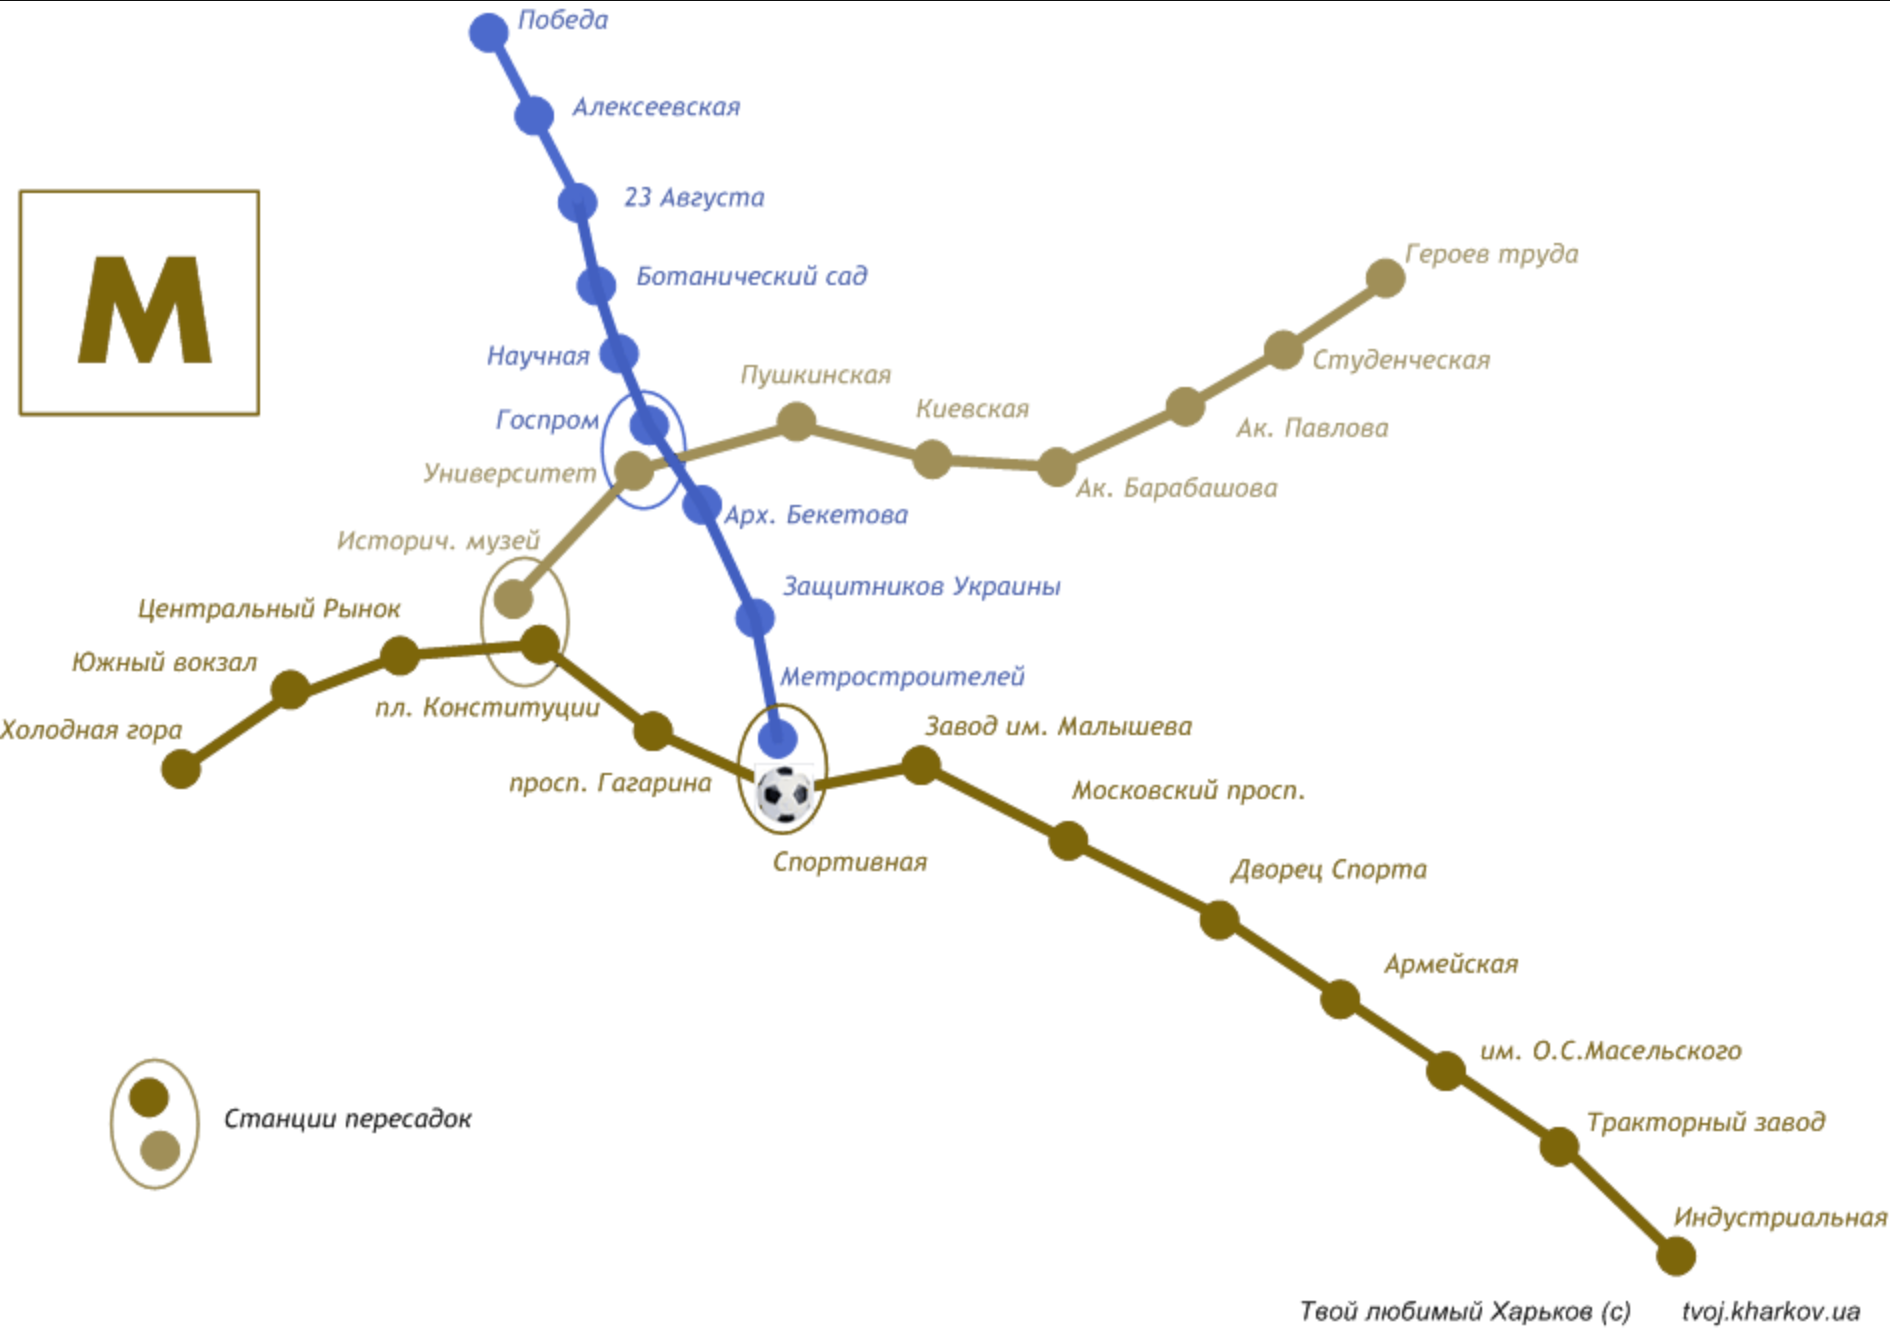 Победа
Алексеевская
23 Августа
М
Ботанический сад
Героев труда
Научная
Пушкинская
Студенческая
Госпром
Киевская
Ак. Павлова
Университет
Ак. Барабашова
Арх. Бекетова
Историч. музей
Защитников Украины
Центральный Рынок
Южный вокзал
Метростроителей
пл. Конституции
Холодная гора
Завод им. Малышева
просп. Гагарина
Московский просп.
Спортивная
Дворец Спорта
Армейская
им. О.С.Масельского
Станции пересадок
Тракторный завод
Индустриальная
Твой любимый Харьков (c) tvoj.kharkov.ua